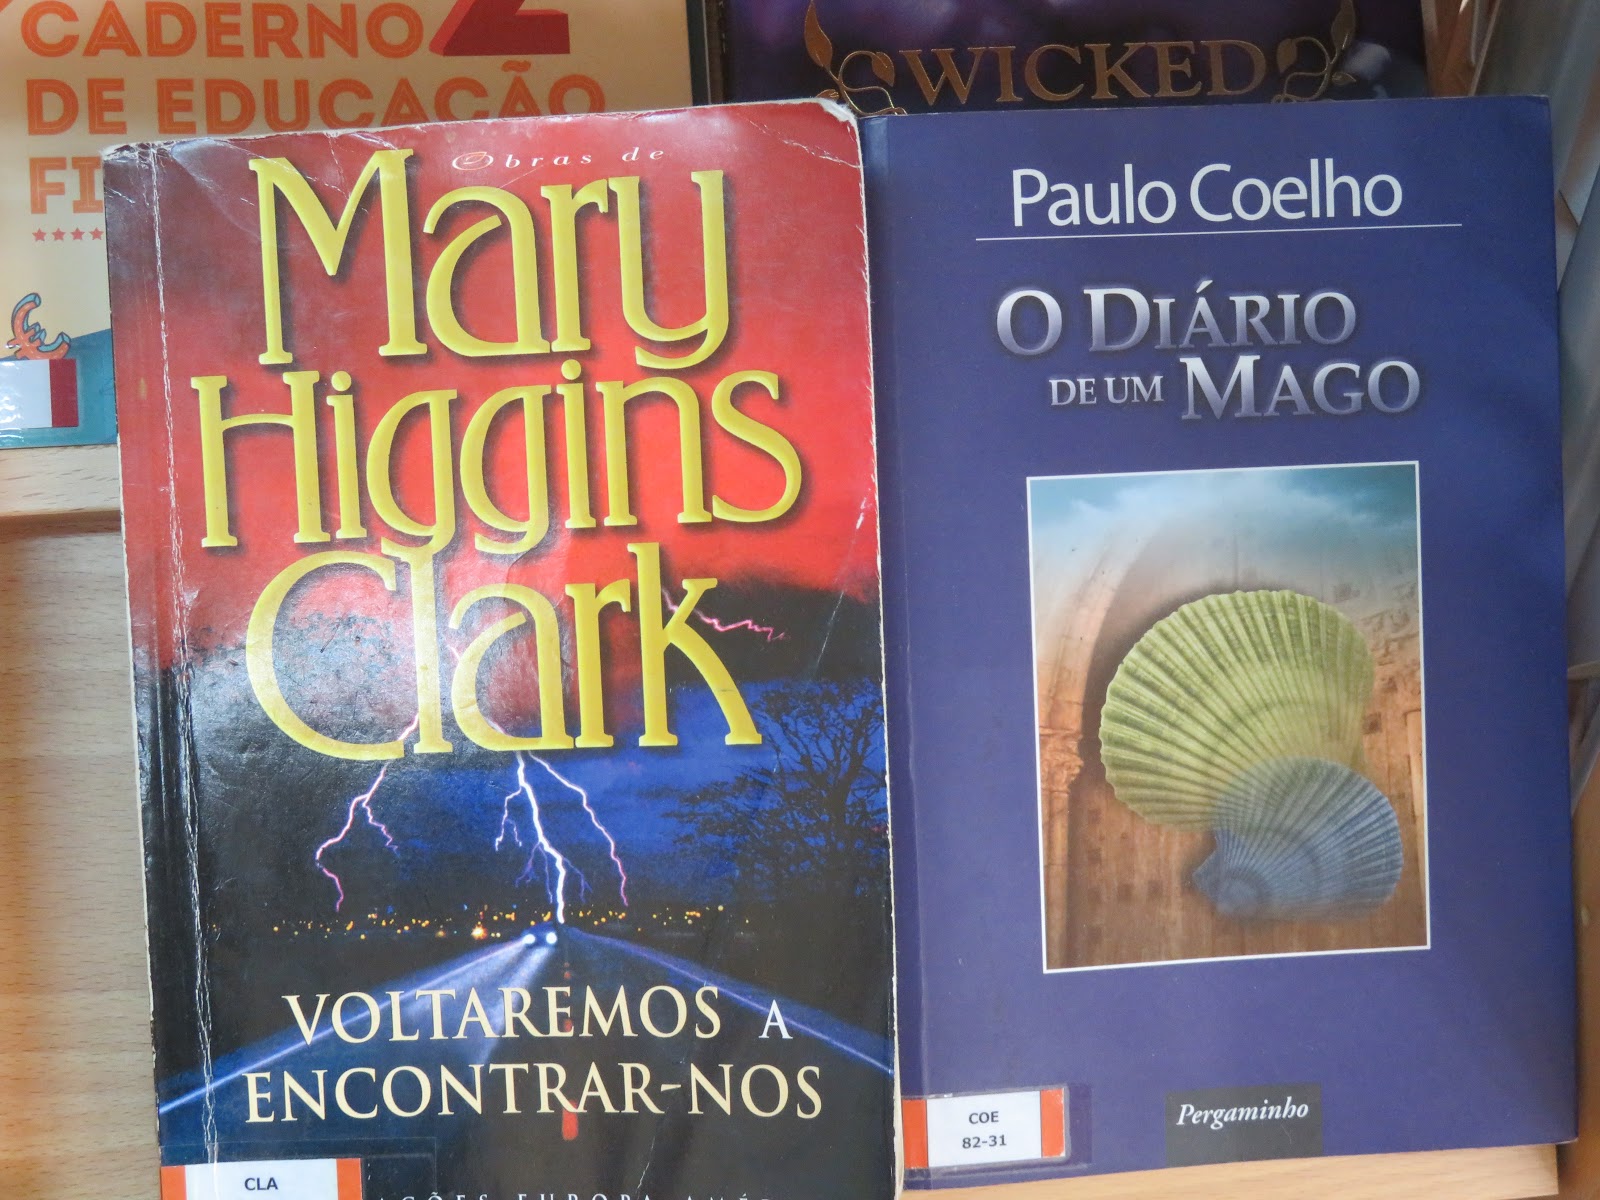 CADERNO 2
DE EDUCAÇÃO
WICKED
Obras de
Mary
Higgins
Clark
VOLTAREMOS A
ENCONTRAR-NOS
CLA
Paulo Coelho
O DIÁRIO
DE UM MAGO
Pergaminho
COE
82-31